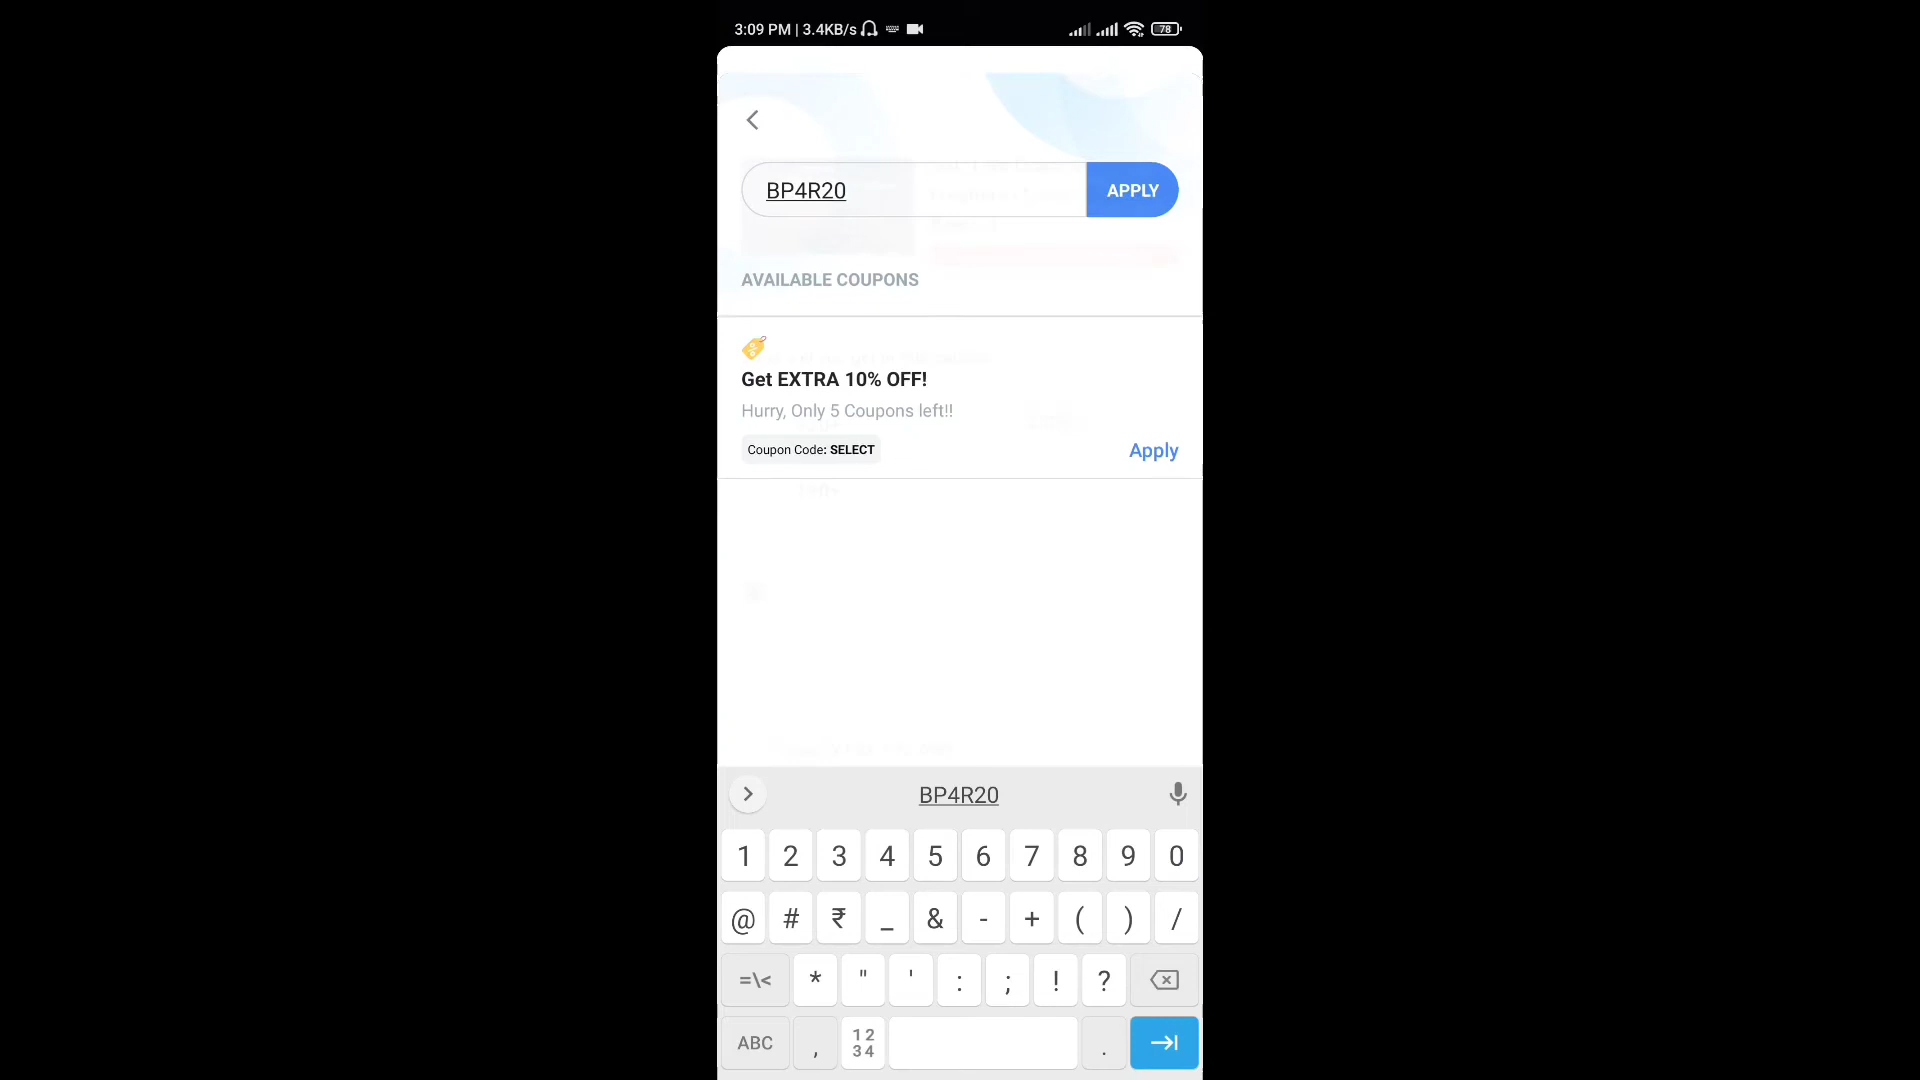 3:09 PM | 3.4KB/s 78
BP4R20 APPLY
AVAILABLE COUPONS
Get EXTRA 10% OFF!
Hurry, Only 5 Coupons left!!
Coupon Code: SELECT Apply
BP4R20
1 2 3 4 5 6 7 8 9 0
@ # ₹ _ & - + ( ) /
=\< * " ' : ; ! ?
ABC , 12 34 .